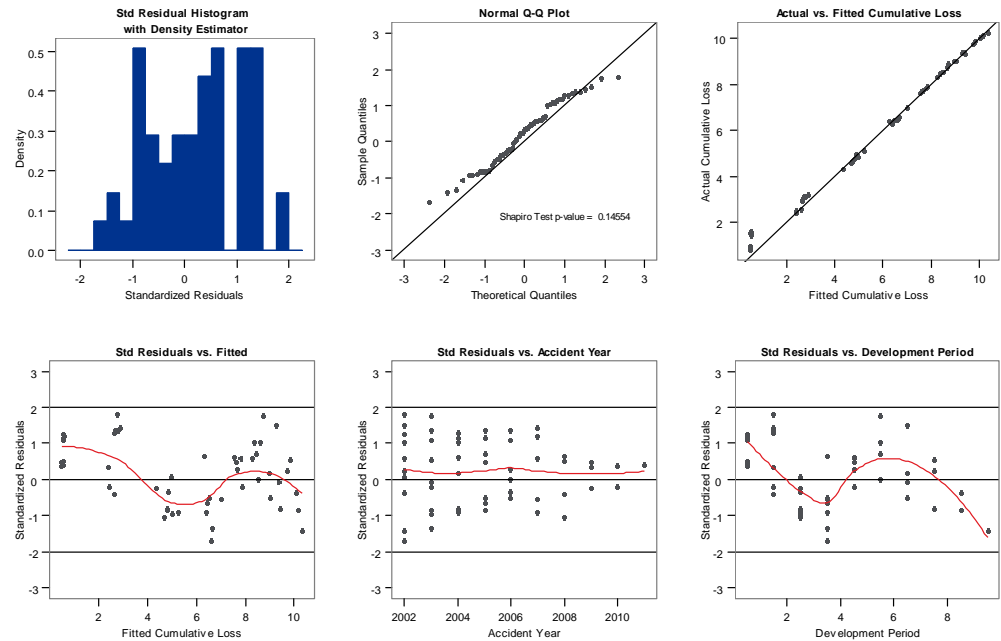 Std Residual Histogram
with Density Estimator
0.5
0.4
0.3
0.2
0.1
0.0
Density
-2 -1 0 1 2
Standardized Residuals
Normal Q-Q Plot
3
2
1
0
-1
-2
-3
Sample Quantiles
Shapiro Test p-value = 0.14554
-3 -2 -1 0 1 2 3
Theoretical Quantiles
Actual vs. Fitted Cumulative Loss
10
8
6
4
2
Actual Cumulative Loss
2 4 6 8 10
Fitted Cumulative Loss
Std Residuals vs. Fitted
3
2
1
0
-1
-2
-3
Standardized Residuals
2 4 6 8 10
Fitted Cumulative Loss
Std Residuals vs. Accident Year
3
2
1
0
-1
-2
-3
Standardized Residuals
2002 2004 2006 2008 2010
Accident Year
Std Residuals vs. Development Period
3
2
1
0
-1
-2
-3
Standardized Residuals
2 4 6 8
Development Period